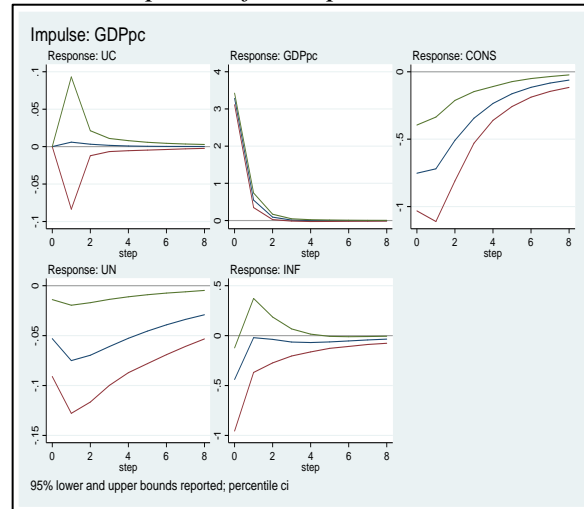 Impulse: GDPpc
Response: UC
Response: GDPpc
Response: CONS
.1
.05
0
-.05
-.1
0 2 4 6 8
step
4
3
2
1
0
0 2 4 6 8
step
0
-.5
-1
0 2 4 6 8
step
Response: UN
Response: INF
0
-.05
-.1
-.15
0 2 4 6 8
step
.5
0
-.5
-1
0 2 4 6 8
step
95% lower and upper bounds reported; percentile ci